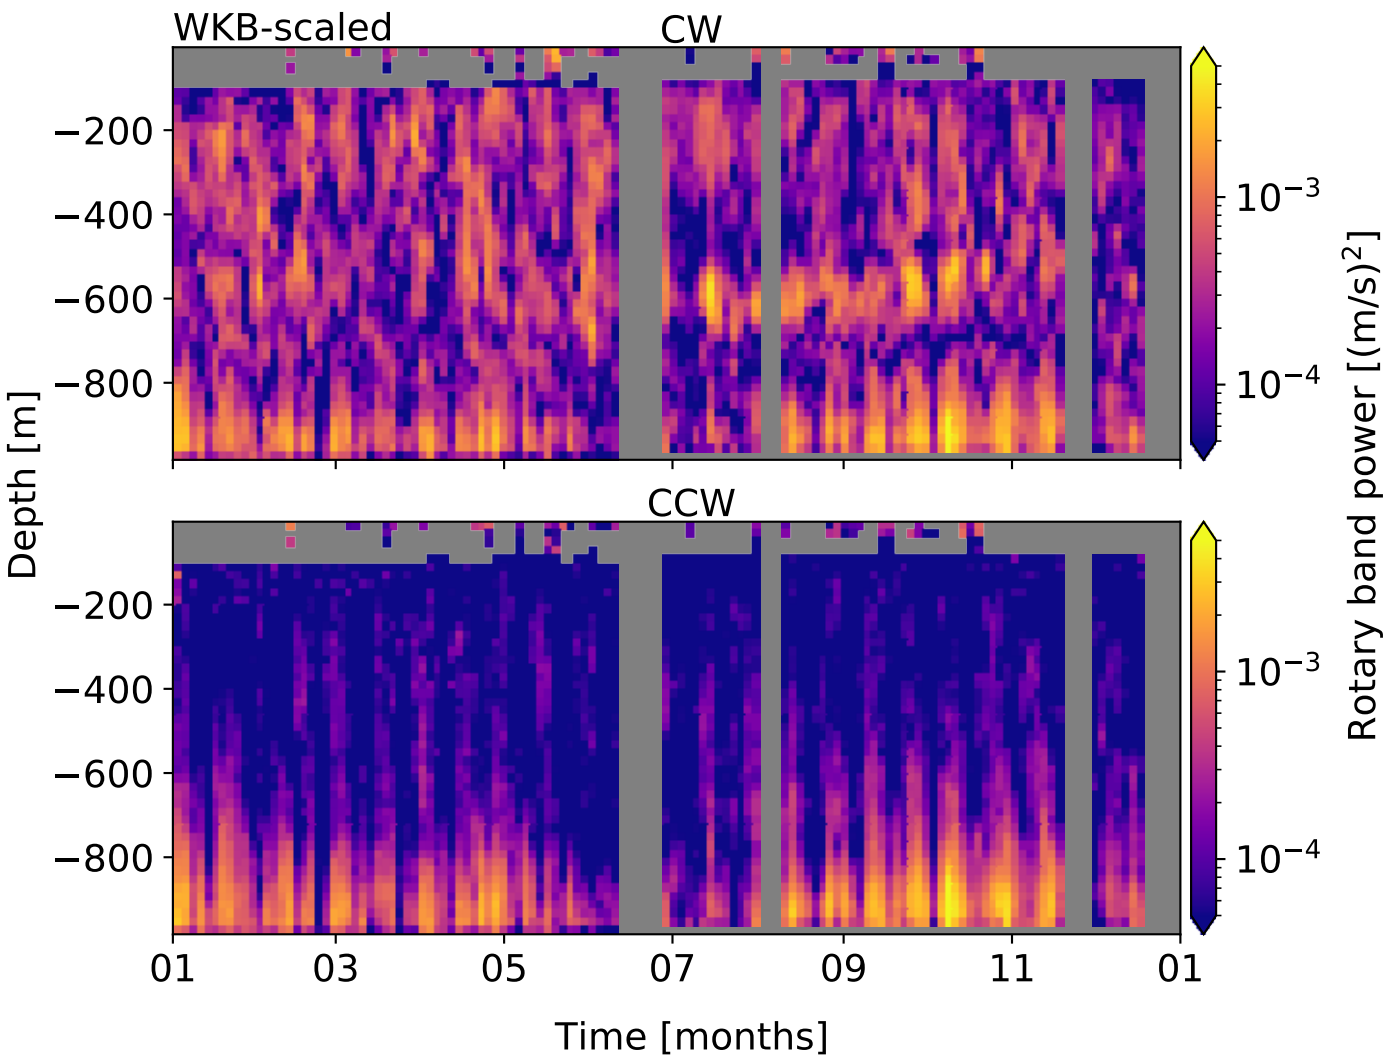 WKB-scaled
CW
−200
−400
−600
−800
10⁻³
10⁻⁴
CCW
−200
−400
−600
−800
10⁻³
10⁻⁴
Depth [m]
Rotary band power [(m/s)²]
01 03 05 07 09 11 01
Time [months]